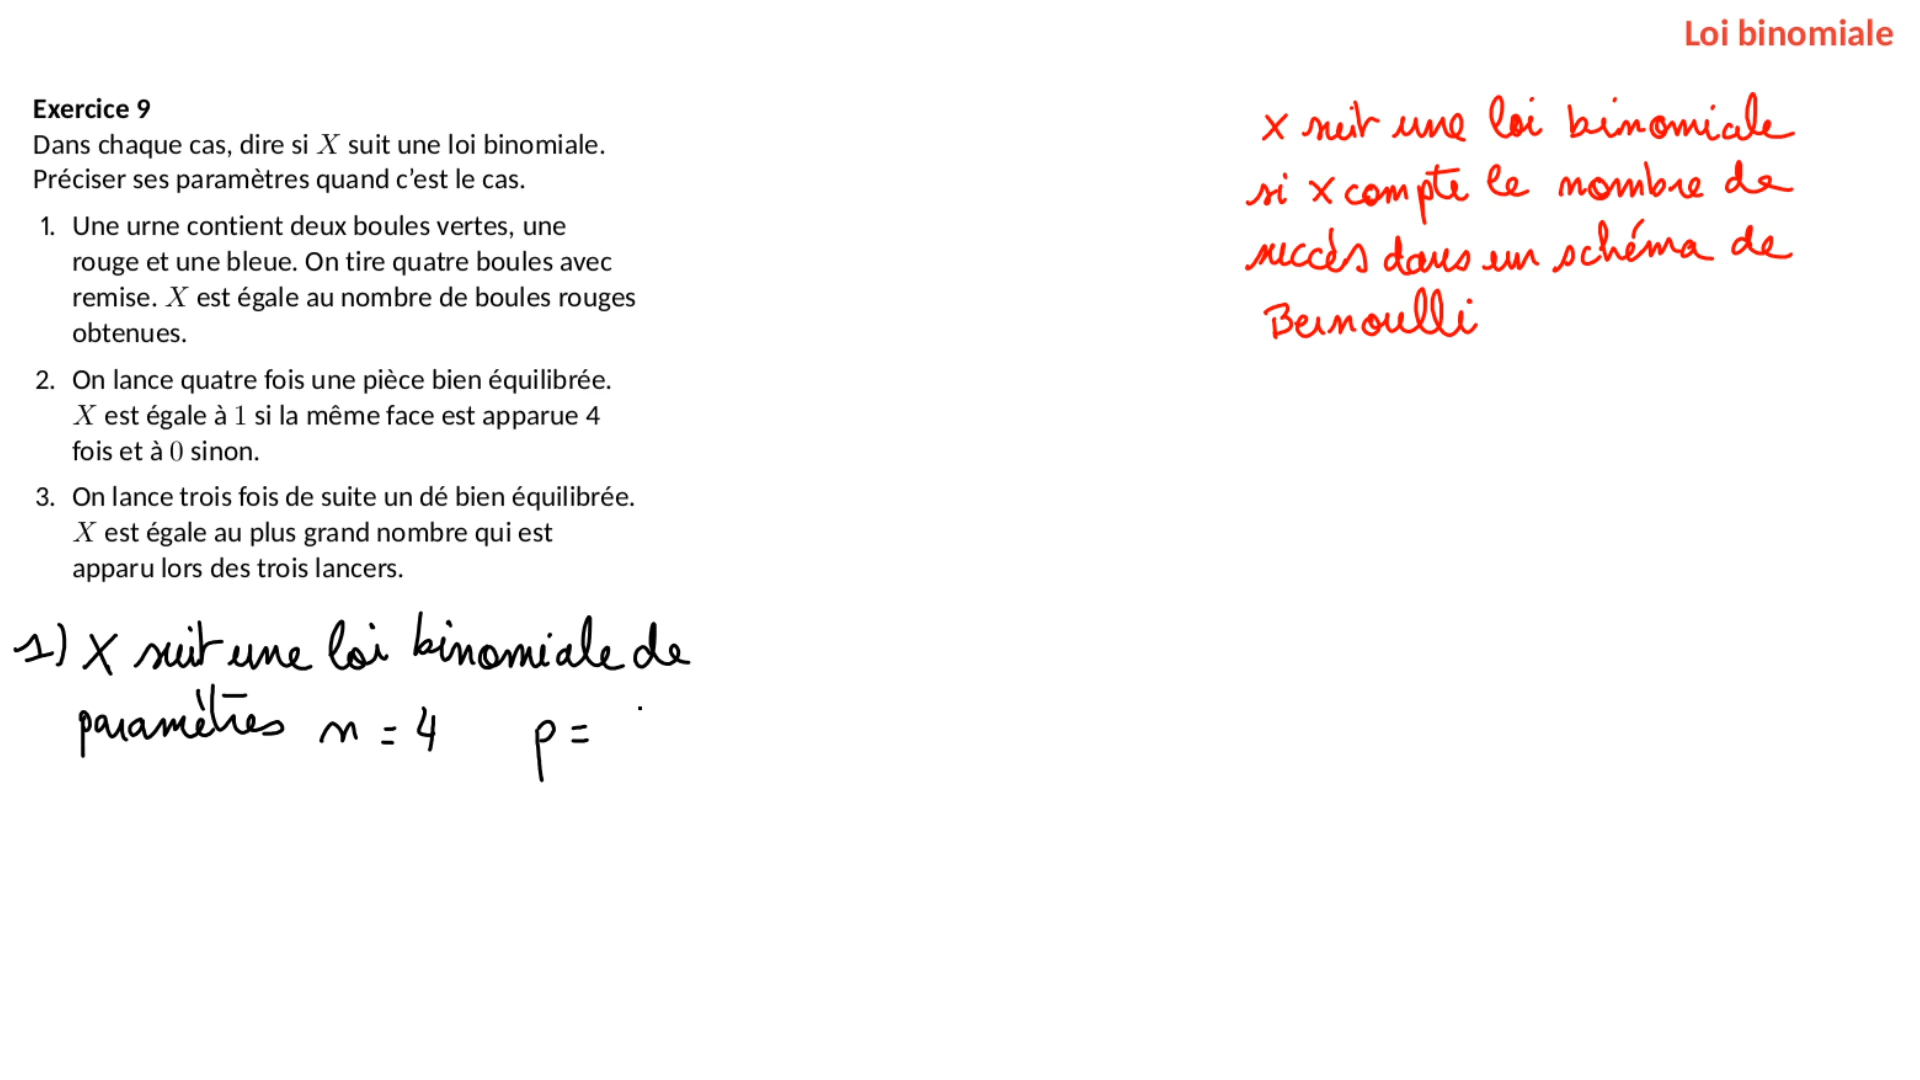 Loi binomiale
Exercice 9
Dans chaque cas, dire si X suit une loi binomiale.
Préciser ses paramètres quand c’est le cas.
1. Une urne contient deux boules vertes, une
rouge et une bleue. On tire quatre boules avec
remise. X est égale au nombre de boules rouges
obtenues.
2. On lance quatre fois une pièce bien équilibrée.
X est égale à 1 si la même face est apparue 4
fois et à 0 sinon.
3. On lance trois fois de suite un dé bien équilibrée.
X est égale au plus grand nombre qui est
apparu lors des trois lancers.
1) X suit une loi binomiale de
paramètres n = 4 p =
X suit une loi binomiale
si X compte le nombre de
succès dans un schéma de
Bernoulli